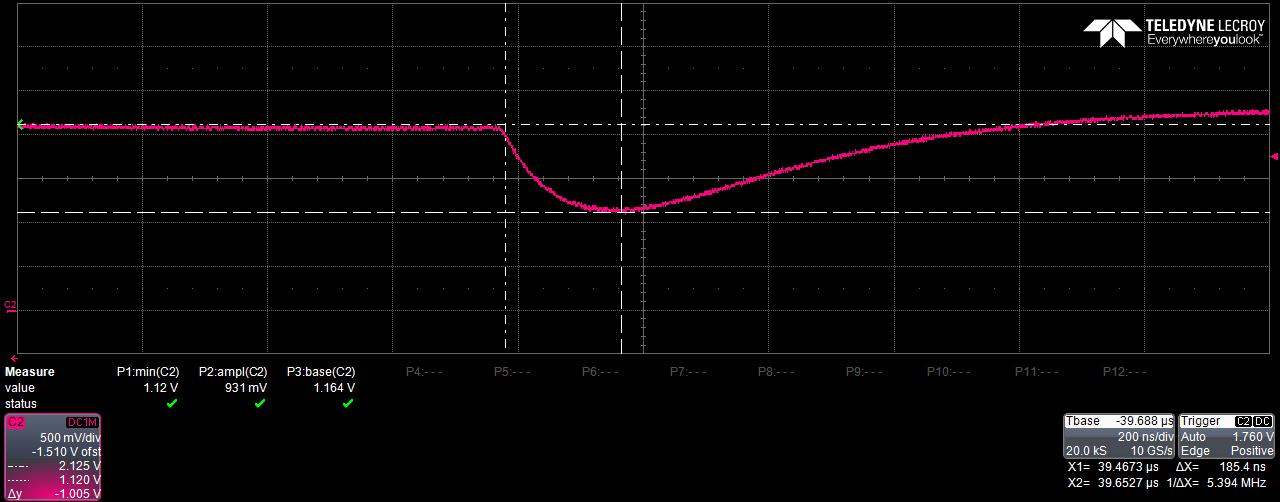 TELEDYNE LECROY
Everywhereyoulook™
C2
Measure P1:min(C2) P2:ampl(C2) P3:base(C2) P4:--- P5:--- P6:--- P7:--- P8:--- P9:--- P10:--- P11:--- P12:---
value 1.12 V 931 mV 1.164 V
status
C2 DC1M
500 mV/div
-1.510 V ofst
2.125 V
1.120 V
Δy -1.005 V
Tbase -39.688 µs
200 ns/div
20.0 kS 10 GS/s
Trigger C2 DC
Auto 1.760 V
Edge Positive
X1= 39.4673 µs ΔX= 185.4 ns
X2= 39.6527 µs 1/ΔX= 5.394 MHz